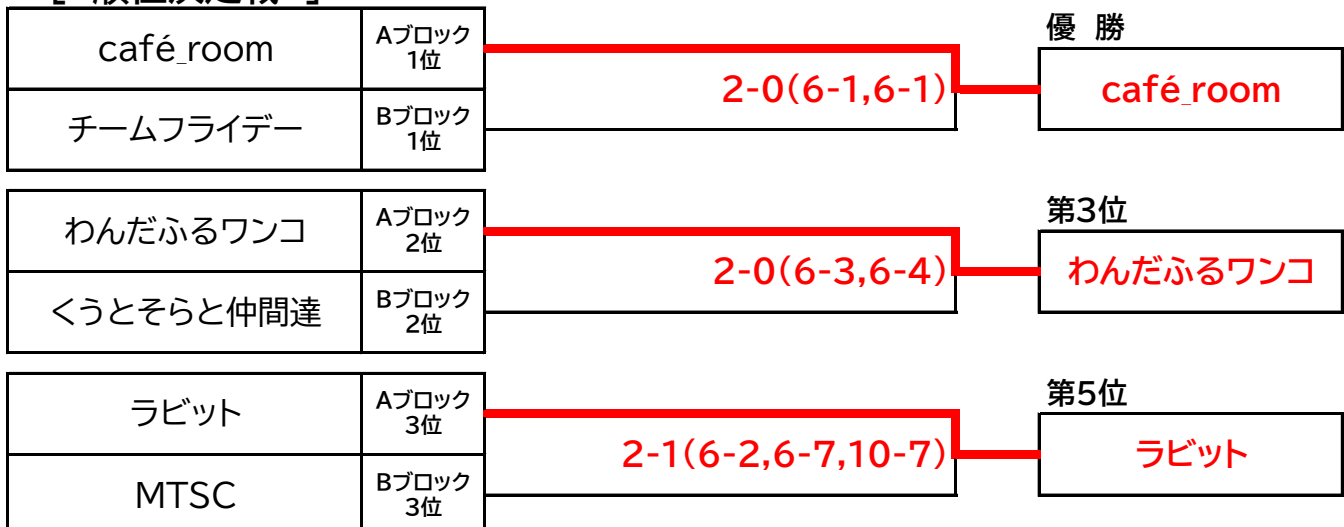 café_room
Aブロック
1位
優 勝
2-0(6-1,6-1)
café_room
チームフライデー
Bブロック
1位
わんだふるワンコ
Aブロック
2位
第3位
2-0(6-3,6-4)
わんだふるワンコ
くうとそらと仲間達
Bブロック
2位
ラビット
Aブロック
3位
第5位
2-1(6-2,6-7,10-7)
ラビット
MTSC
Bブロック
3位